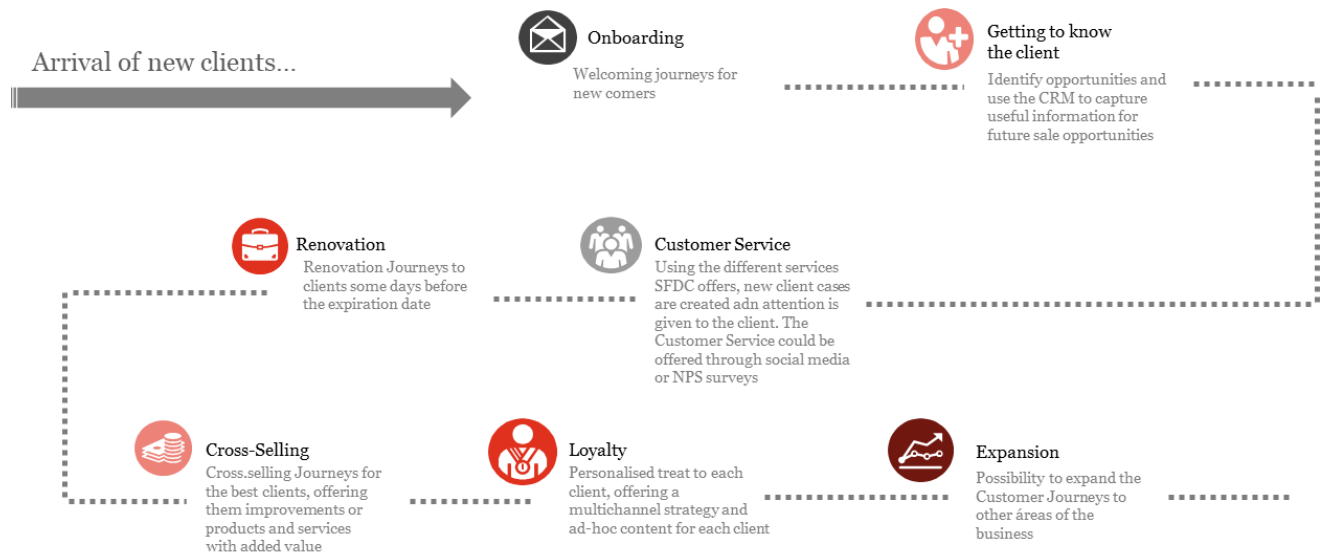 Arrival of new clients...
Onboarding
Welcoming journeys for
new comers
Getting to know
the client
Identify opportunities and
use the CRM to capture
useful information for
future sale opportunities
Renovation
Renovation Journeys to
clients some days before
the expiration date
Customer Service
Using the different services
SFDC offers, new client cases
are created adn attention is
given to the client. The
Customer Service could be
offered through social media
or NPS surveys
Cross-Selling
Cross.selling Journeys for
the best clients, offering
them improvements or
products and services
with added value
Loyalty
Personalised treat to each
client, offering a
multichannel strategy and
ad-hoc content for each client
Expansion
Possibility to expand the
Customer Journeys to
other áreas of the
business